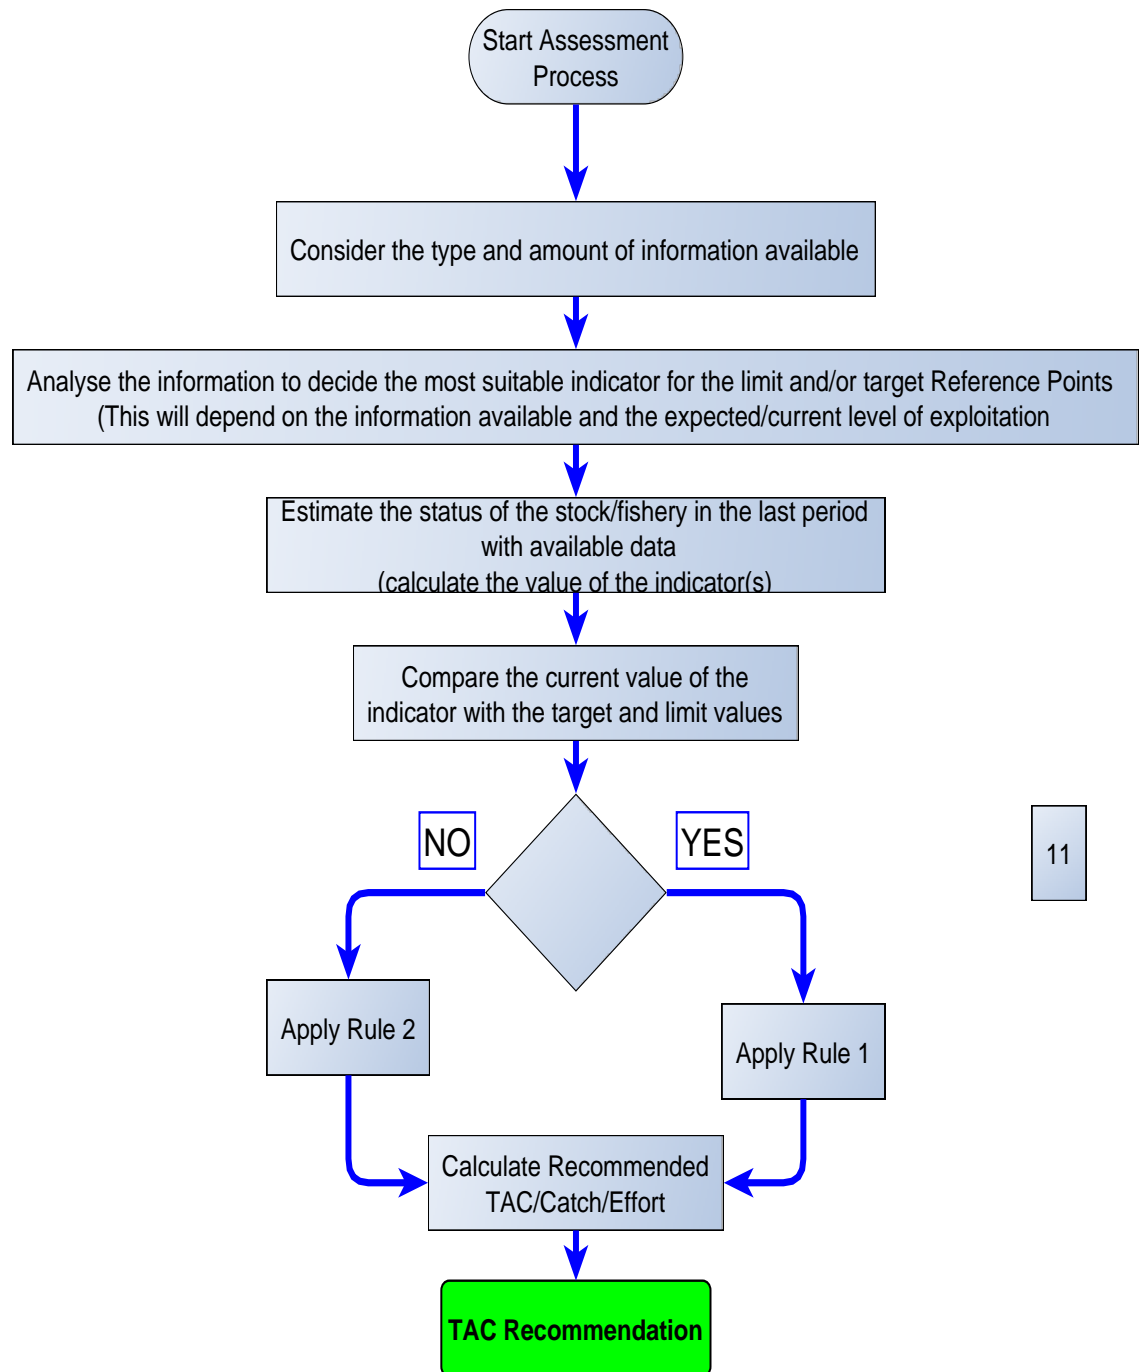 Start Assessment
Process
Consider the type and amount of information available
Analyse the information to decide the most suitable indicator for the limit and/or target Reference Points
(This will depend on the information available and the expected/current level of exploitation
Estimate the status of the stock/fishery in the last period
with available data
(calculate the value of the indicator(s)
Compare the current value of the
indicator with the target and limit values
NO
YES
11
Apply Rule 2
Apply Rule 1
Calculate Recommended
TAC/Catch/Effort
TAC Recommendation